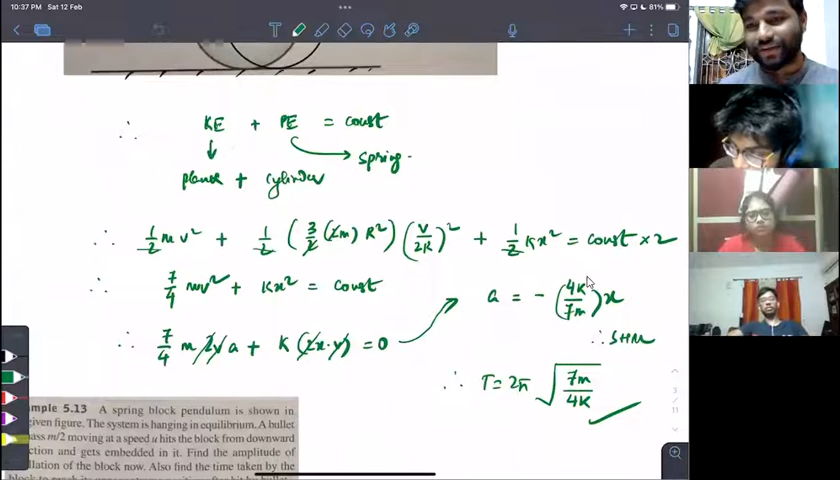 10:37 PM Sat 12 Feb
81%
∴ KE + PE = const
↓ → spring
planck + cylinder
∴ 1/2 mv² + 1/2 (3/2 (2m) R²) (v/2R)² + 1/2 Kx² = const × 2
∴ 7/4 mv² + Kx² = const
∴ 7/4 m 2v a + K (2x·v) = 0
a = - (4K/7m) x
∴ SHM
∴ T = 2π √(7m/4K)
mple 5.13 A spring block pendulum is shown in
given figure. The system is hanging in equilibrium. A bullet
ass m/2 moving at a speed u hits the block from downward
ction and gets embedded in it. Find the amplitude of
llation of the block now. Also find the time taken by the
3
11